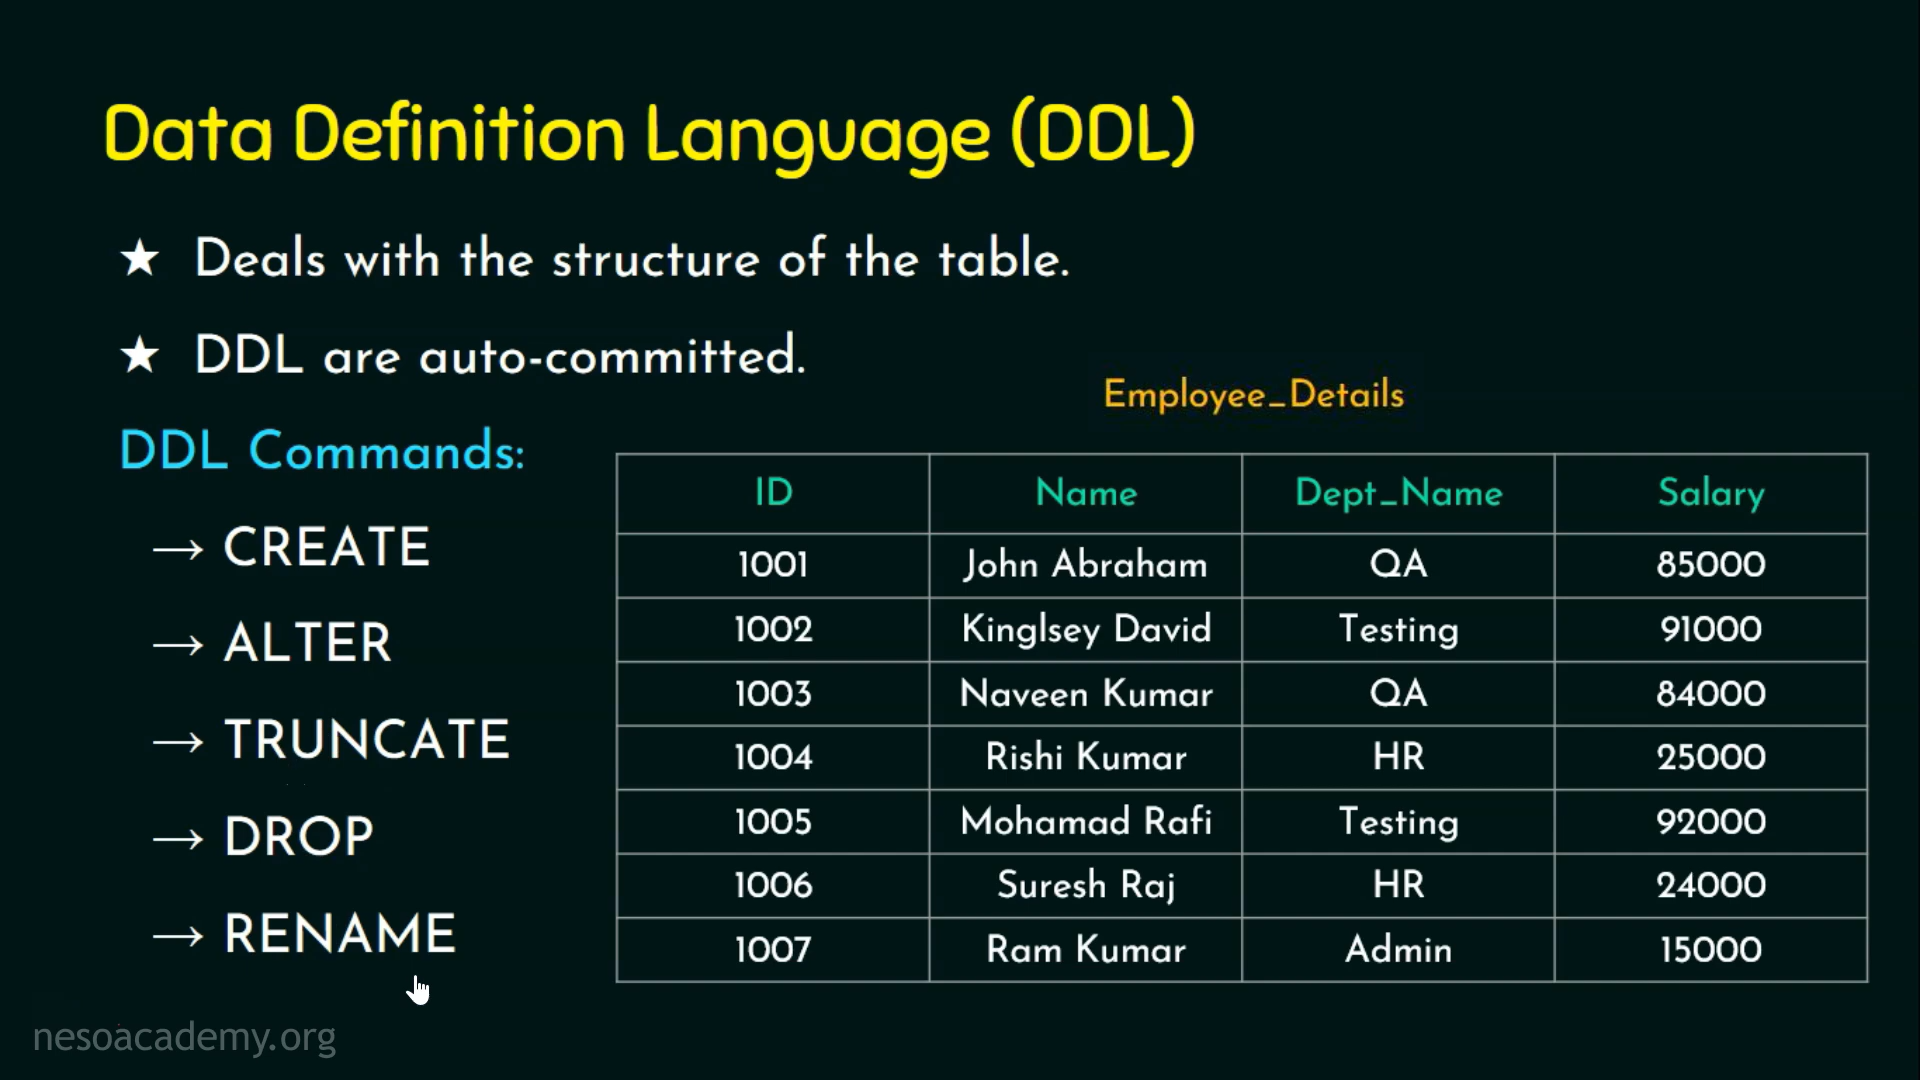 Data Definition Language (DDL)
★ Deals with the structure of the table.
★ DDL are auto-committed.
DDL Commands:
→ CREATE
→ ALTER
→ TRUNCATE
→ DROP
→ RENAME
Employee_Details
ID Name Dept_Name Salary
1001 John Abraham QA 85000
1002 Kinglsey David Testing 91000
1003 Naveen Kumar QA 84000
1004 Rishi Kumar HR 25000
1005 Mohamad Rafi Testing 92000
1006 Suresh Raj HR 24000
1007 Ram Kumar Admin 15000
nesoacademy.org